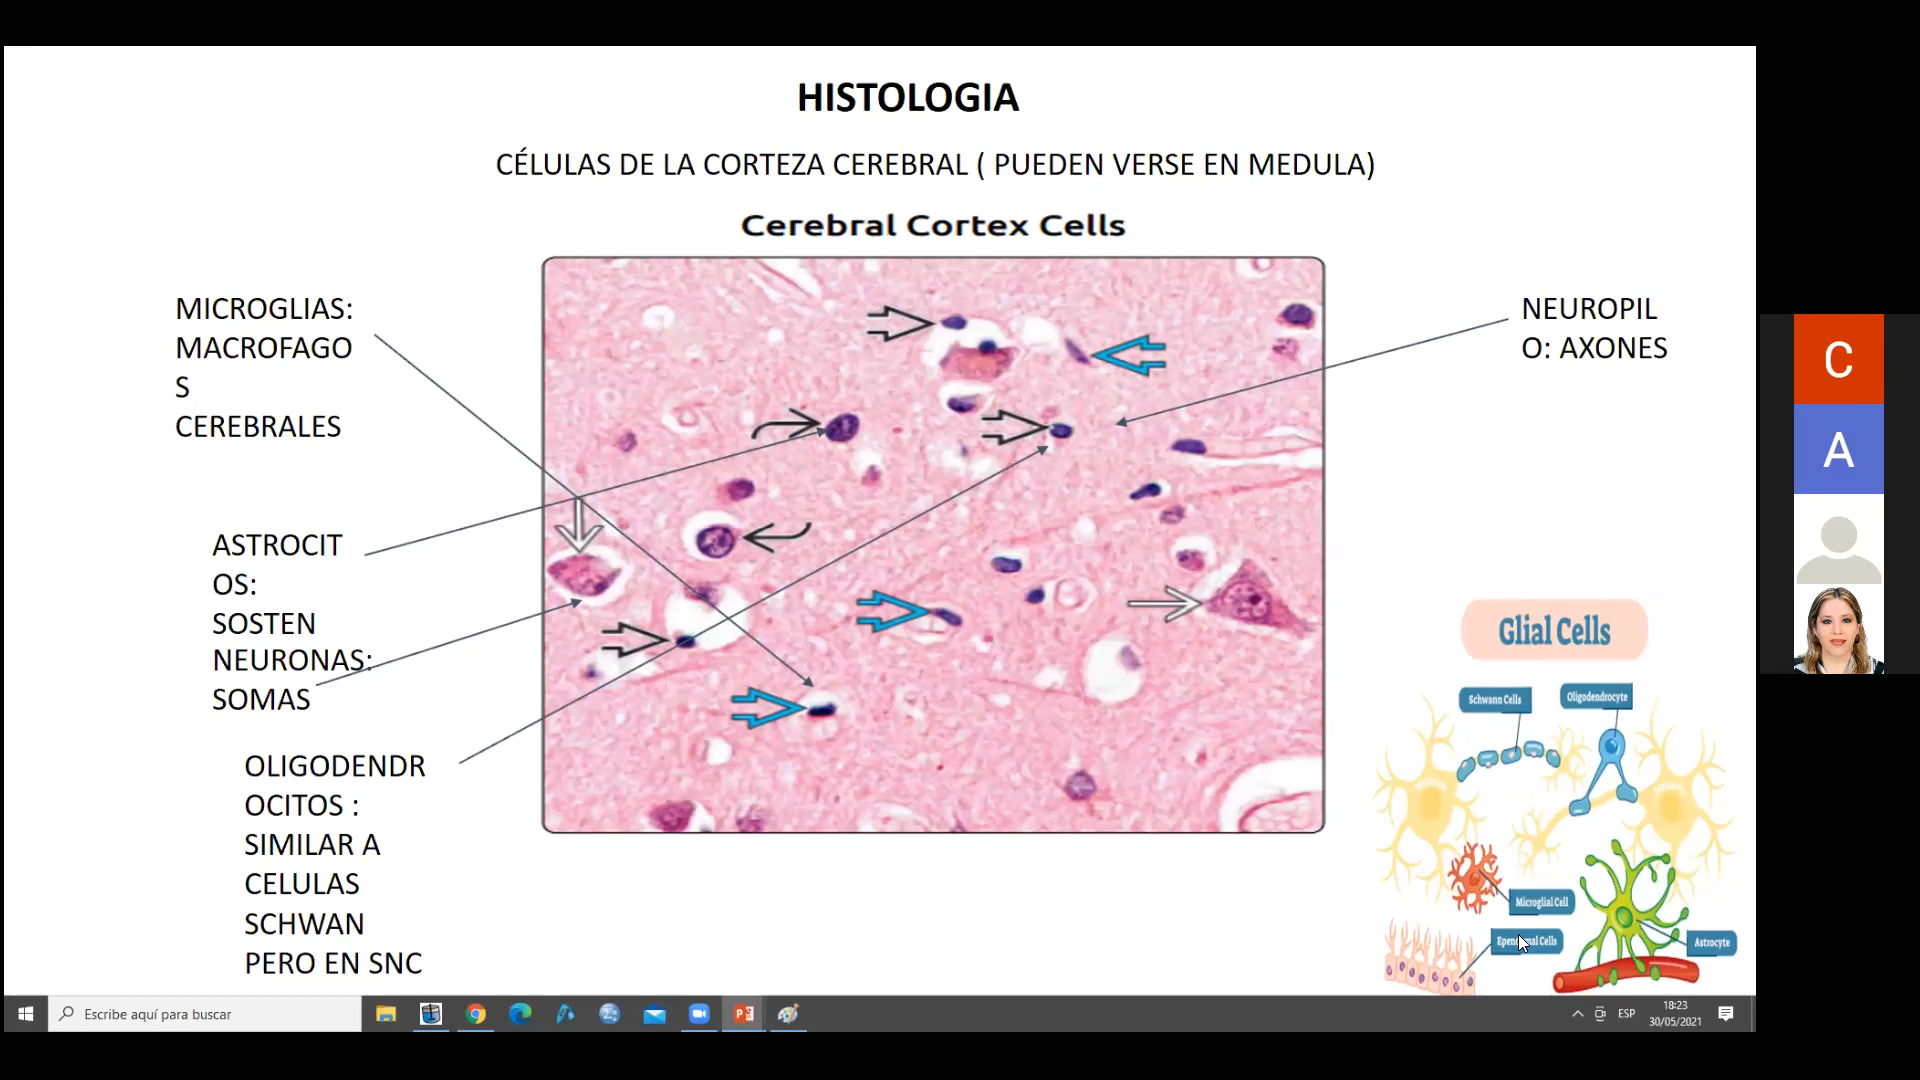 HISTOLOGIA
CÉLULAS DE LA CORTEZA CEREBRAL ( PUEDEN VERSE EN MEDULA)
Cerebral Cortex Cells
MICROGLIAS:
MACROFAGO
S
CEREBRALES
NEUROPIL
O: AXONES
ASTROCIT
OS:
SOSTEN
NEURONAS:
SOMAS
OLIGODENDR
OCITOS :
SIMILAR A
CELULAS
SCHWAN
PERO EN SNC
Glial Cells
Schwann Cells
Oligodendrocyte
Microglial Cell
Ependymal Cells
Astrocyte
C
A
Escribe aquí para buscar
ESP
18:23
30/05/2021